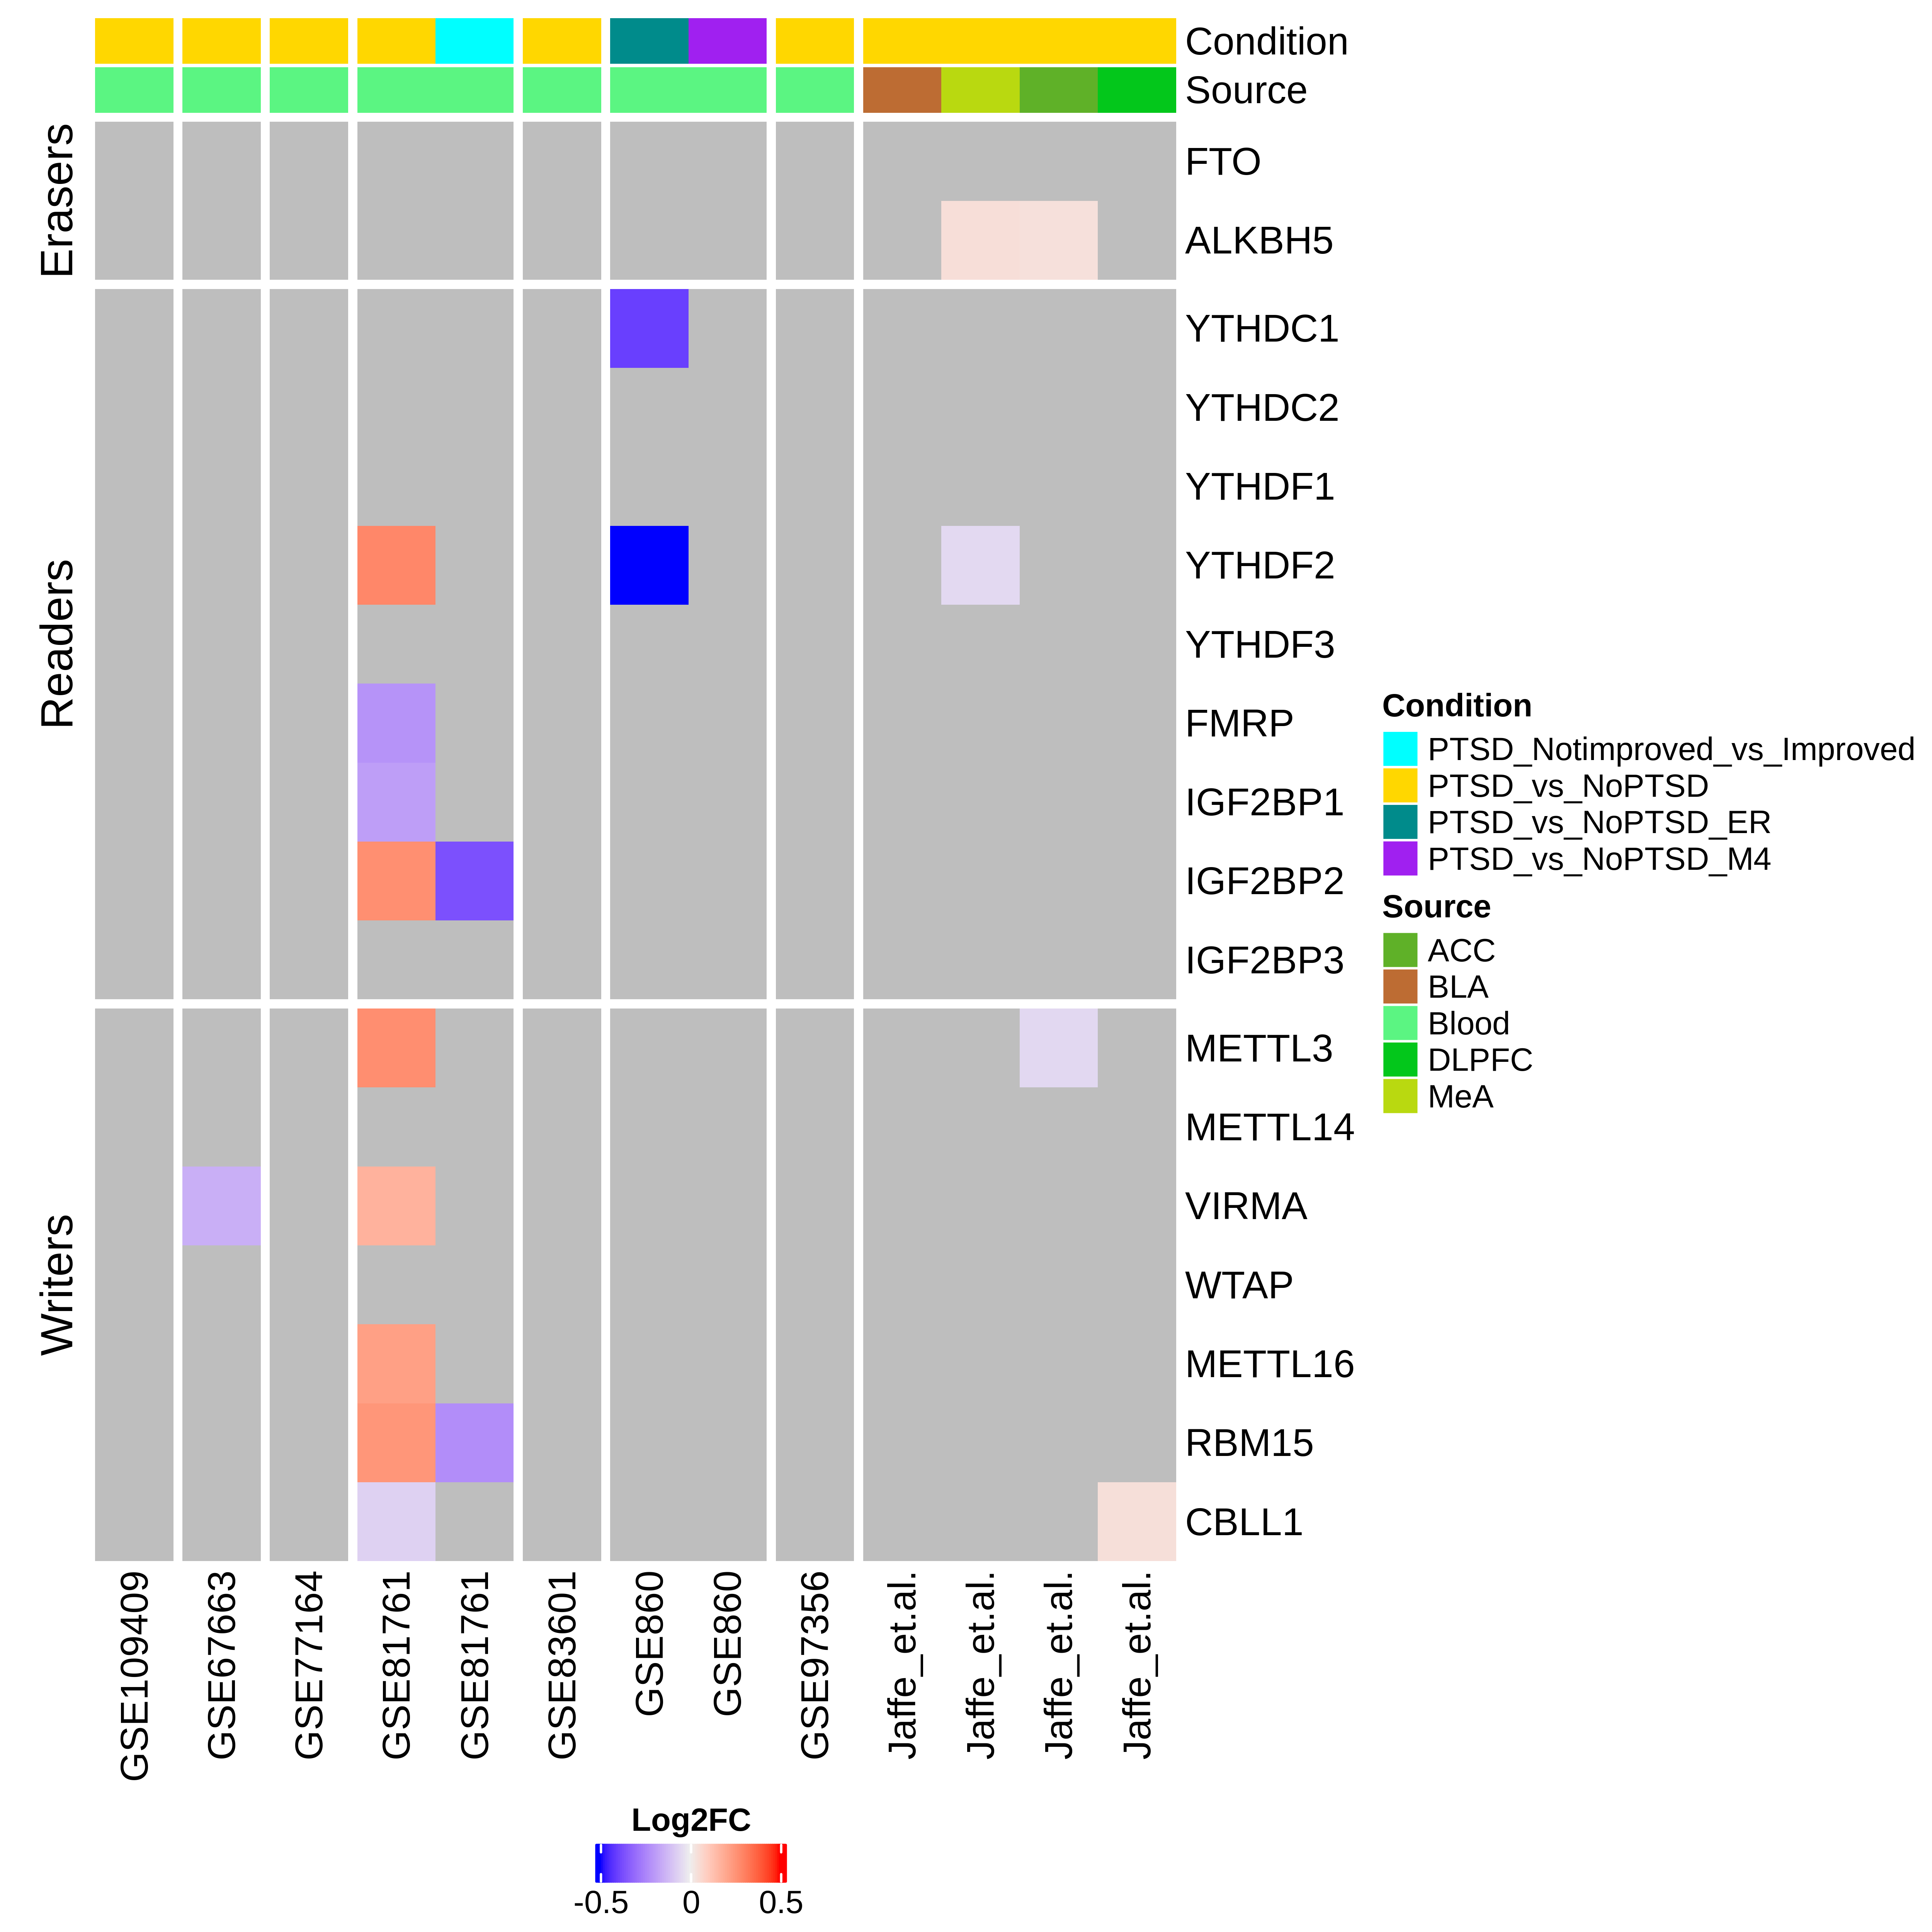 Condition
Source
Erasers
FTO
ALKBH5
Readers
YTHDC1
YTHDC2
YTHDF1
YTHDF2
YTHDF3
FMRP
IGF2BP1
IGF2BP2
IGF2BP3
Writers
METTL3
METTL14
VIRMA
WTAP
METTL16
RBM15
CBLL1
GSE109409
GSE67663
GSE77164
GSE81761
GSE81761
GSE83601
GSE860
GSE860
GSE97356
Jaffe_et.al.
Jaffe_et.al.
Jaffe_et.al.
Jaffe_et.al.
Condition
PTSD_Notimproved_vs_Improved
PTSD_vs_NoPTSD
PTSD_vs_NoPTSD_ER
PTSD_vs_NoPTSD_M4
Source
ACC
BLA
Blood
DLPFC
MeA
Log2FC
-0.5 0 0.5